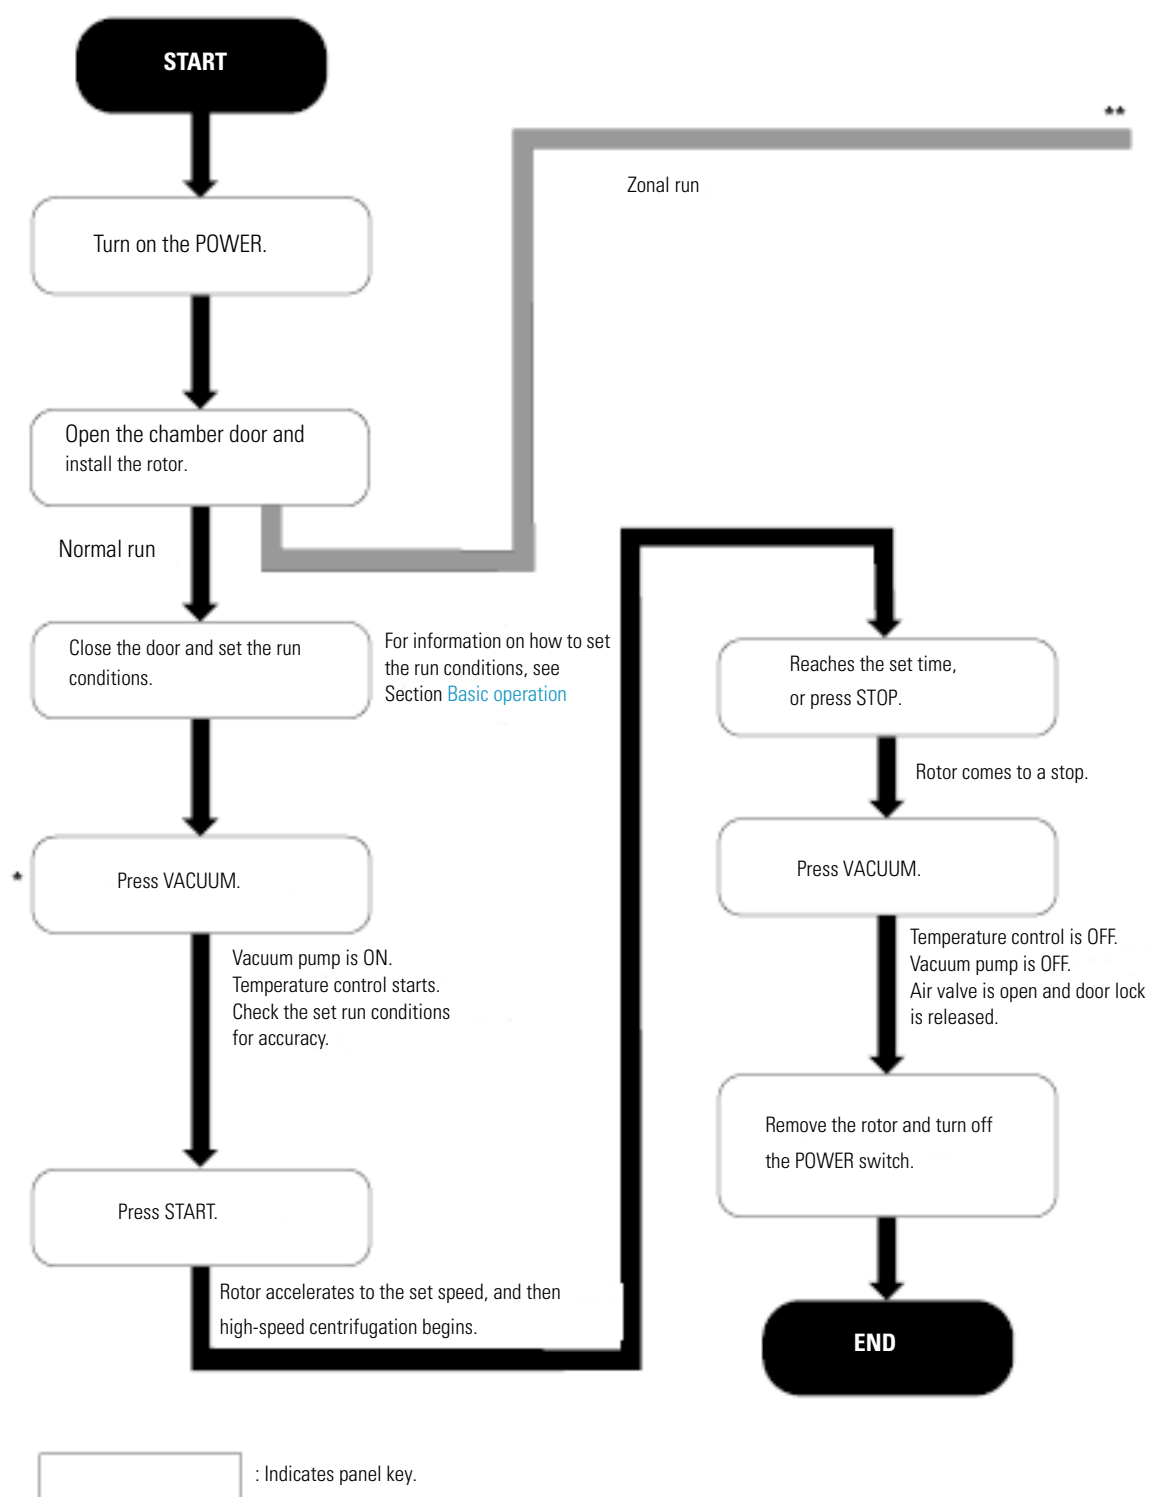 START
Turn on the POWER.
Open the chamber door and
install the rotor.
Normal run
Close the door and set the run
conditions.
For information on how to set
the run conditions, see
Section Basic operation
*
Press VACUUM.
Vacuum pump is ON.
Temperature control starts.
Check the set run conditions
for accuracy.
Press START.
Rotor accelerates to the set speed, and then
high-speed centrifugation begins.
**
Zonal run
Reaches the set time,
or press STOP.
Rotor comes to a stop.
Press VACUUM.
Temperature control is OFF.
Vacuum pump is OFF.
Air valve is open and door lock
is released.
Remove the rotor and turn off
the POWER switch.
END
: Indicates panel key.